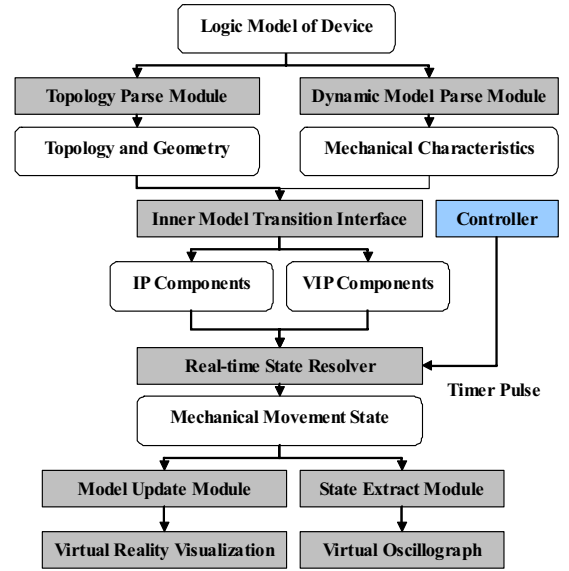 Logic Model of Device
Topology Parse Module
Dynamic Model Parse Module
Topology and Geometry
Mechanical Characteristics
Inner Model Transition Interface
Controller
IP Components
VIP Components
Real-time State Resolver
Timer Pulse
Mechanical Movement State
Model Update Module
State Extract Module
Virtual Reality Visualization
Virtual Oscillograph